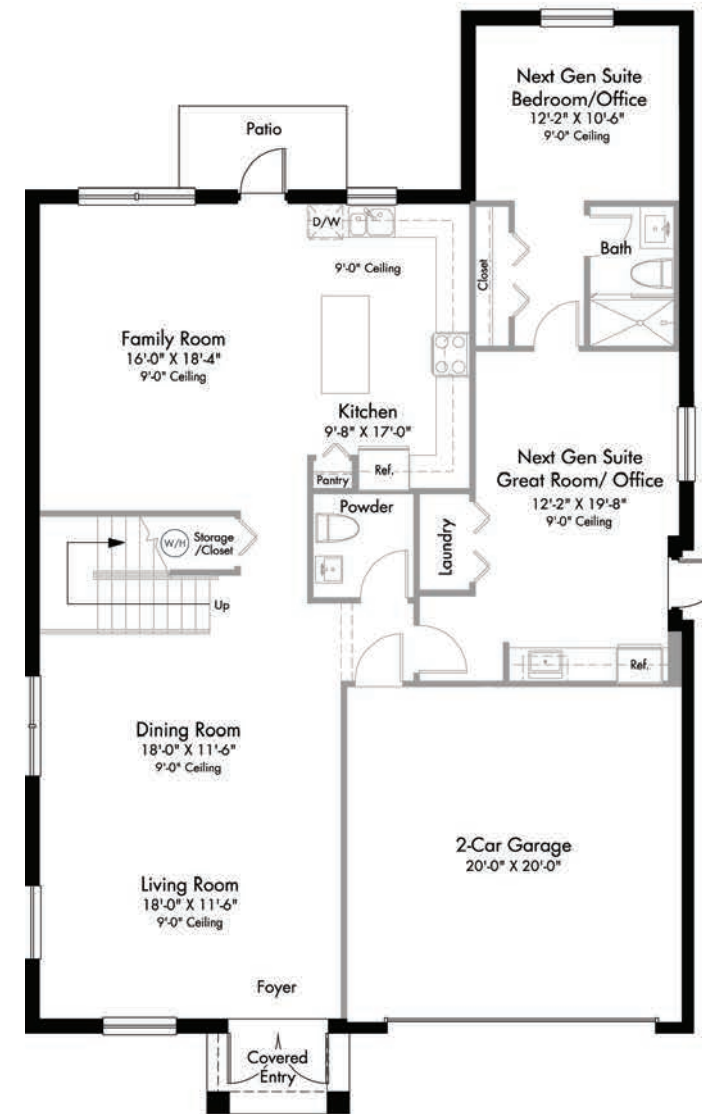 Next Gen Suite
Bedroom/Office
12'-2" X 10'-6"
9'-0" Ceiling
Patio
D/W
9'-0" Ceiling
Closet
Bath
Family Room
16'-0" X 18'-4"
9'-0" Ceiling
Kitchen
9'-8" X 17'-0"
Pantry
Ref.
Next Gen Suite
Great Room/ Office
12'-2" X 19'-8"
9'-0" Ceiling
Powder
Laundry
W/H
Storage
/Closet
Up
Ref.
Dining Room
18'-0" X 11'-6"
9'-0" Ceiling
2-Car Garage
20'-0" X 20'-0"
Living Room
18'-0" X 11'-6"
9'-0" Ceiling
Foyer
Covered
Entry